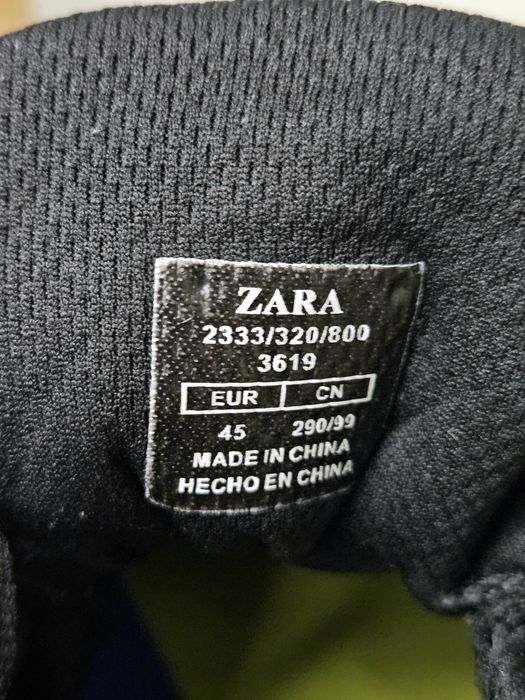 ZARA
2333/320/800
3619
EUR CN
45 290/99
MADE IN CHINA
HECHO EN CHINA